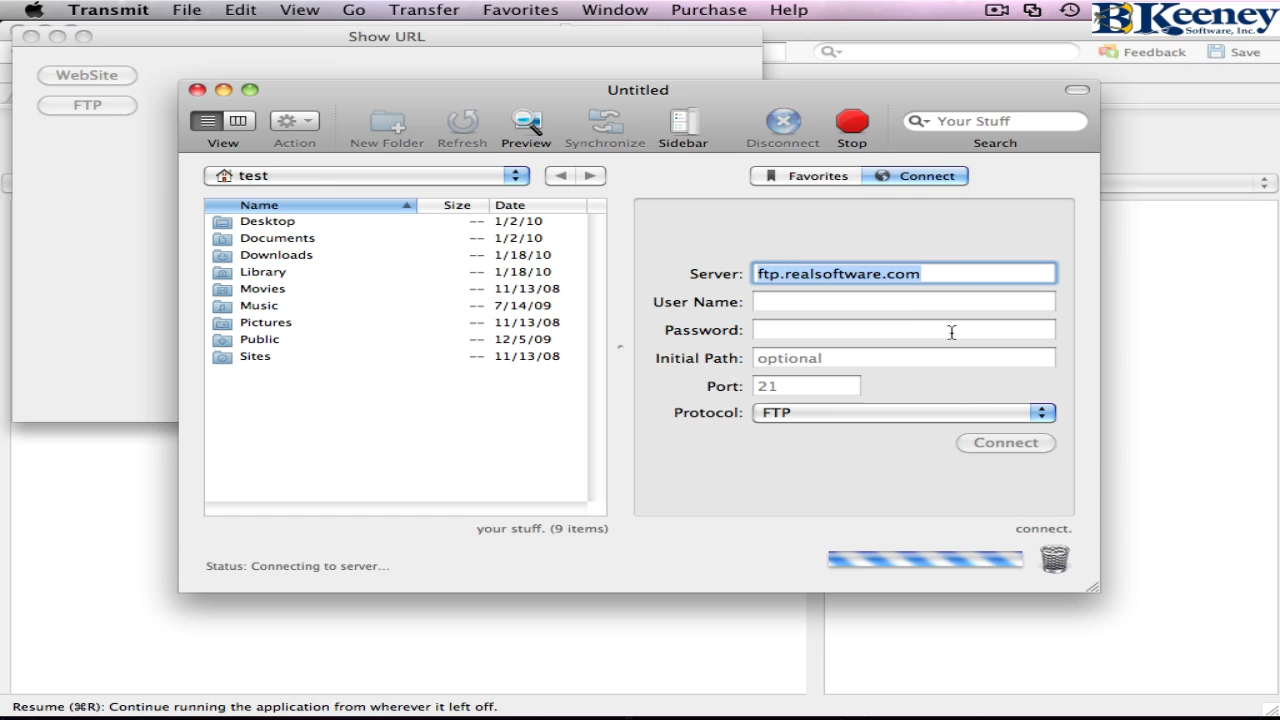 Transmit File Edit View Go Transfer Favorites Window Purchase Help
BKeeney
Software, Inc.
Show URL
WebSite
FTP
Feedback Save
Untitled
View Action New Folder Refresh Preview Synchronize Sidebar Disconnect Stop
Your Stuff
Search
test
Favorites Connect
Name Size Date
Desktop -- 1/2/10
Documents -- 1/2/10
Downloads -- 1/18/10
Library -- 1/18/10
Movies -- 11/13/08
Music -- 7/14/09
Pictures -- 11/13/08
Public -- 12/5/09
Sites -- 11/13/08
Server: ftp.realsoftware.com
User Name:
Password:
Initial Path: optional
Port: 21
Protocol: FTP
Connect
your stuff. (9 items)
connect.
Status: Connecting to server...
Resume (⌘R): Continue running the application from wherever it left off.